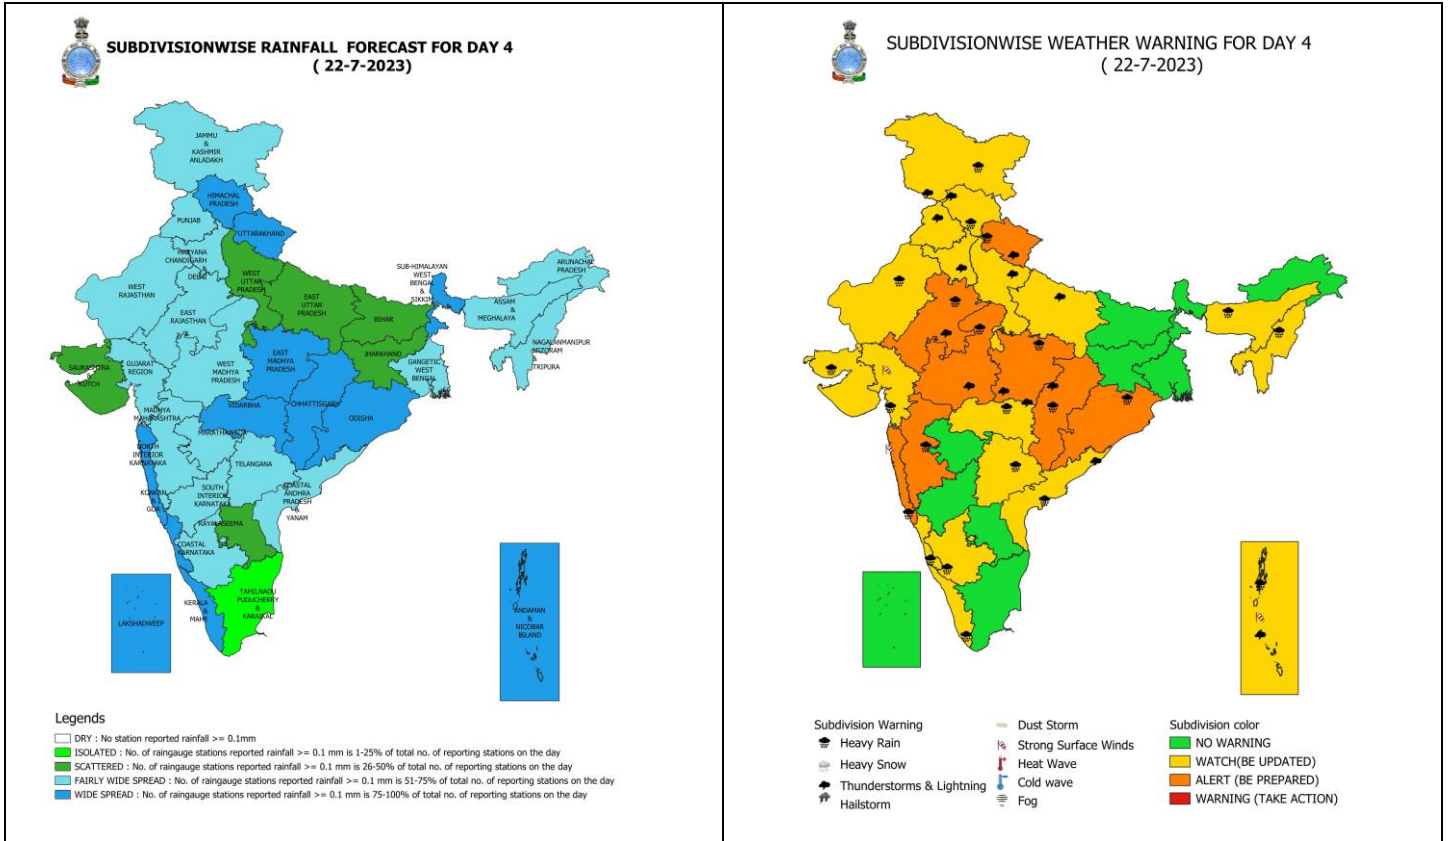 SUBDIVISIONWISE RAINFALL FORECAST FOR DAY 4
( 22-7-2023)
JAMMU
&
KASHMIR
ANLADAKH
HIMACHAL
PRADESH
PUNJAB
UTTARAKHAND
HARYANA
CHANDIGARH
&
DELHI
WEST
RAJASTHAN
WEST
UTTAR
PRADESH
EAST
UTTAR
PRADESH
SUB-HIMALAYAN
WEST
BENGAL
&
SIKKIM
ARUNACHAL
PRADESH
ASSAM
&
MEGHALAYA
EAST
RAJASTHAN
BIHAR
NAGALANMANIPUR
MIZORAM
&
TRIPURA
JHARKHAND
GANGETIC
WEST
BENGAL
SAURASHTRA
&
KUTCH
GUJARAT
REGION
WEST
MADHYA
PRADESH
EAST
MADHYA
PRADESH
MADHYA
MAHARASHTRA
VIDARBHA
CHHATTISGARH
ODISHA
MARATHAWADA
NORTH
INTERIOR
KARNATAKA
TELANGANA
KONKAN
&
GOA
SOUTH
INTERIOR
KARNATAKA
COASTAL
ANDHRA
PRADESH
&
YANAM
RAYALASEEMA
COASTAL
KARNATAKA
TAMILNADU
PUDUCHERRY
&
KARAIKAL
KERALA
&
MAHE
LAKSHADWEEP
ANDAMAN
&
NICOBAR
ISLAND
Legends
DRY : No station reported rainfall >= 0.1mm
ISOLATED : No. of raingauge stations reported rainfall >= 0.1 mm is 1-25% of total no. of reporting stations on the day
SCATTERED : No. of raingauge stations reported rainfall >= 0.1 mm is 26-50% of total no. of reporting stations on the day
FAIRLY WIDE SPREAD : No. of raingauge stations reported rainfall >= 0.1 mm is 51-75% of total no. of reporting stations on the day
WIDE SPREAD : No. of raingauge stations reported rainfall >= 0.1 mm is 75-100% of total no. of reporting stations on the day
SUBDIVISIONWISE WEATHER WARNING FOR DAY 4
( 22-7-2023)
Subdivision Warning
Heavy Rain
Heavy Snow
Thunderstorms & Lightning
Hailstorm
Dust Storm
Strong Surface Winds
Heat Wave
Cold wave
Fog
Subdivision color
NO WARNING
WATCH(BE UPDATED)
ALERT (BE PREPARED)
WARNING (TAKE ACTION)